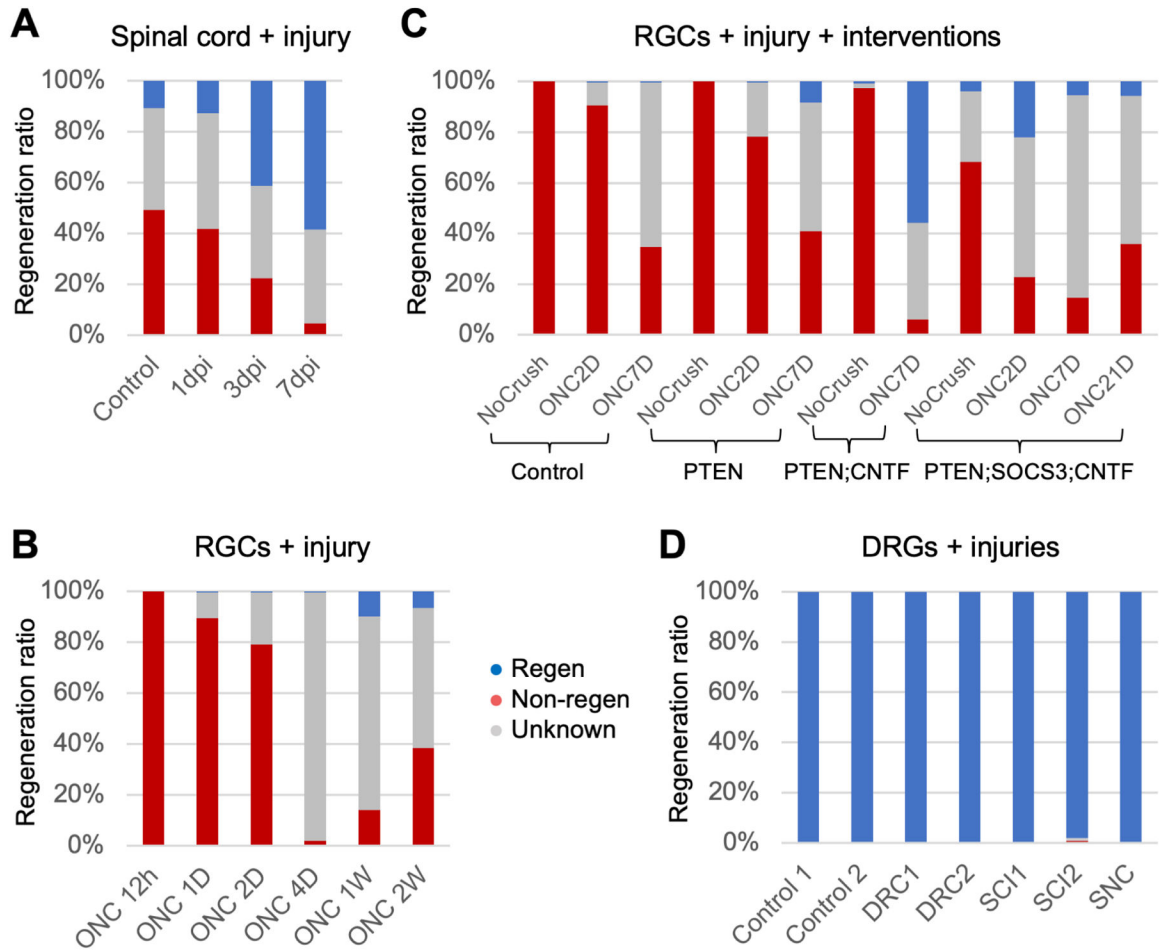 A
Spinal cord + injury
Regeneration ratio
100%
80%
60%
40%
20%
0%
Control
1dpi
3dpi
7dpi
C
RGCs + injury + interventions
Regeneration ratio
100%
80%
60%
40%
20%
0%
NoCrush
ONC2D
ONC7D
NoCrush
ONC2D
ONC7D
NoCrush
ONC7D
NoCrush
ONC2D
ONC7D
ONC21D
Control
PTEN
PTEN;CNTF
PTEN;SOCS3;CNTF
B
RGCs + injury
Regeneration ratio
100%
80%
60%
40%
20%
0%
ONC 12h
ONC 1D
ONC 2D
ONC 4D
ONC 1W
ONC 2W
Regen
Non-regen
Unknown
D
DRGs + injuries
Regeneration ratio
100%
80%
60%
40%
20%
0%
Control 1
Control 2
DRC1
DRC2
SCI1
SCI2
SNC